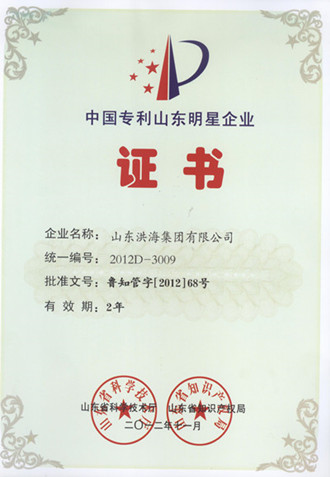 中国专利山东明星企业
证书
企业名称：山东洪海集团有限公司
统一编号：2012D-3009
批准文号：鲁知管字[2012]68号
有效期：2年
山东省科学技术厅 山东省知识产权局
二〇一二年十一月